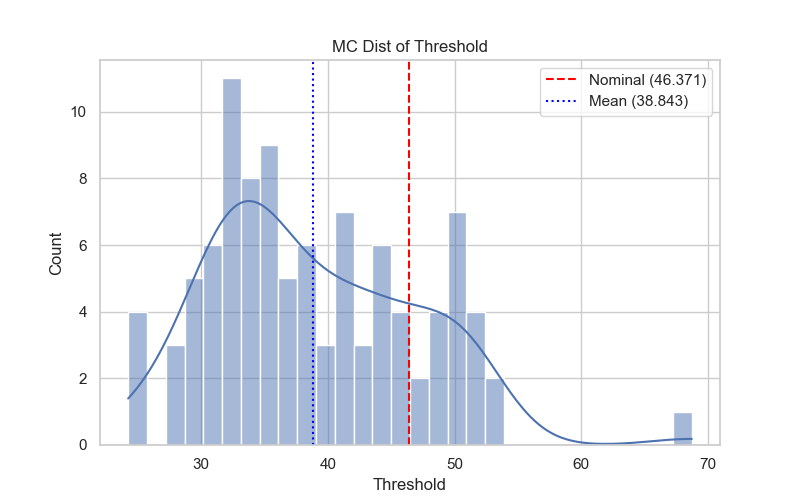 MC Dist of Threshold
Nominal (46.371)
Mean (38.843)
Count
10
8
6
4
2
0
30
40
50
60
70
Threshold